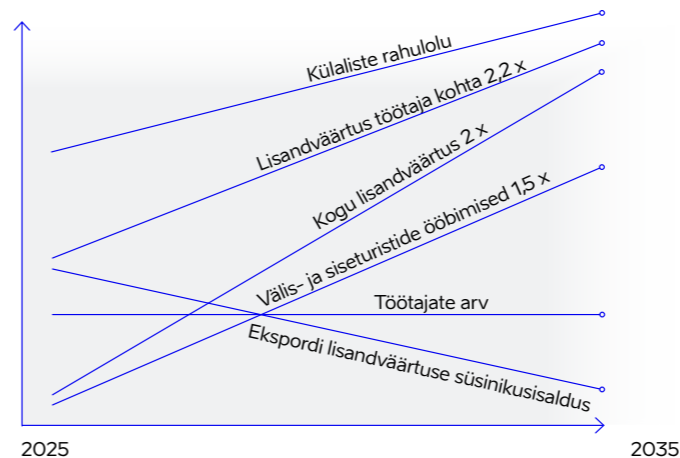 Külaliste rahulolu
Lisandväärtus töötaja kohta 2,2 x
Kogu lisandväärtus 2 x
Välis- ja siseturistide ööbimised 1,5 x
Töötajate arv
Ekspordi lisandväärtuse süsinikusisaldus
2025
2035